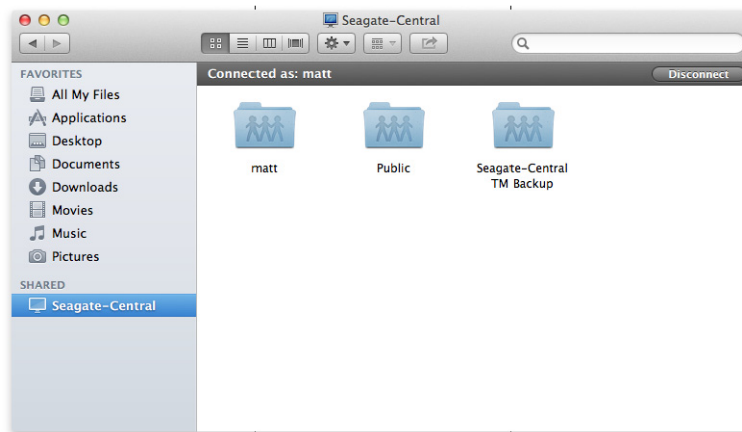 Seagate-Central
FAVORITES
All My Files
Applications
Desktop
Documents
Downloads
Movies
Music
Pictures
SHARED
Seagate-Central
Connected as: matt
Disconnect
matt
Public
Seagate-Central
TM Backup